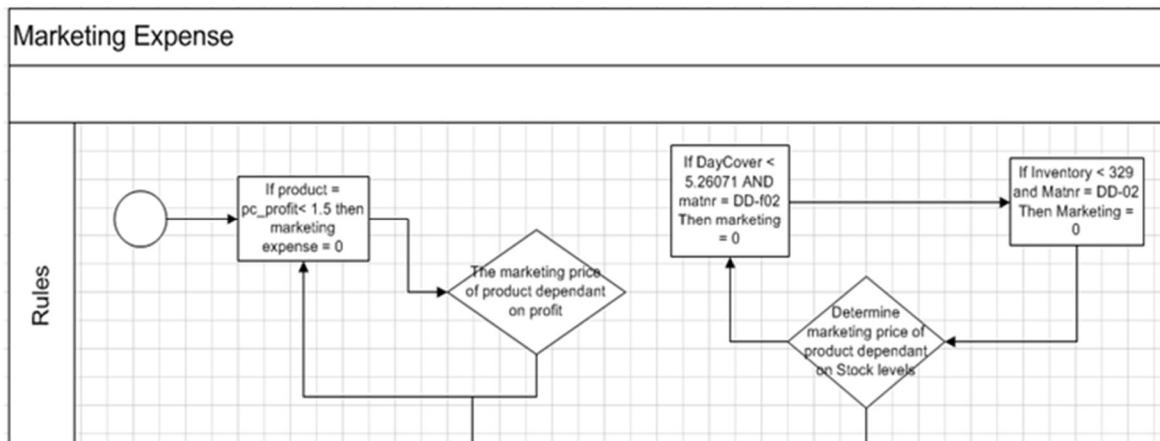 Marketing Expense
Rules
If product =
pc_profit< 1.5 then
marketing
expense = 0
The marketing price
of product dependant
on profit
If DayCover <
5.26071 AND
matnr = DD-f02
Then marketing
= 0
If Inventory < 329
and Matnr = DD-02
Then Marketing =
0
Determine
marketing price of
product dependant
on Stock levels